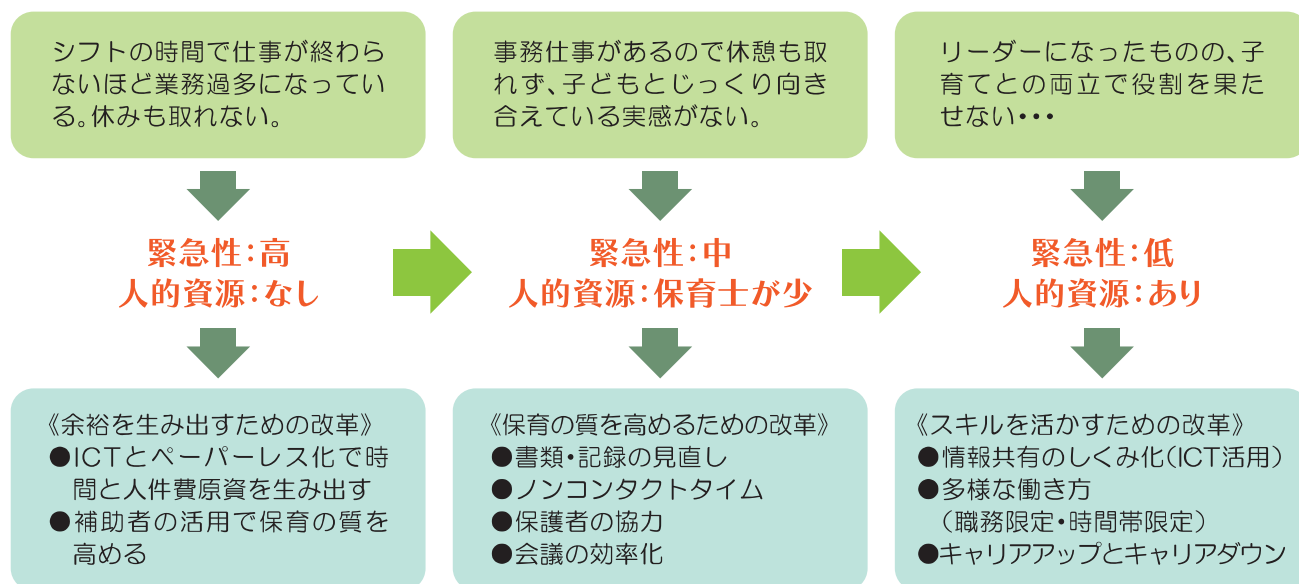 シフトの時間で仕事が終わら
ないほど業務過多になってい
る。休みも取れない。
事務仕事があるので休憩も取
れず、子どもとじっくり向き
合えている実感がない。
リーダーになったものの、子
育てとの両立で役割を果た
せない・・・
緊急性:高
人的資源:なし
緊急性:中
人的資源:保育士が少
緊急性:低
人的資源:あり
《余裕を生み出すための改革》
●ICTとペーパーレス化で時
間と人件費原資を生み出す
●補助者の活用で保育の質を
高める
《保育の質を高めるための改革》
●書類・記録の見直し
●ノンコンタクトタイム
●保護者の協力
●会議の効率化
《スキルを活かすための改革》
●情報共有のしくみ化(ICT活用)
●多様な働き方
(職務限定・時間帯限定)
●キャリアアップとキャリアダウン